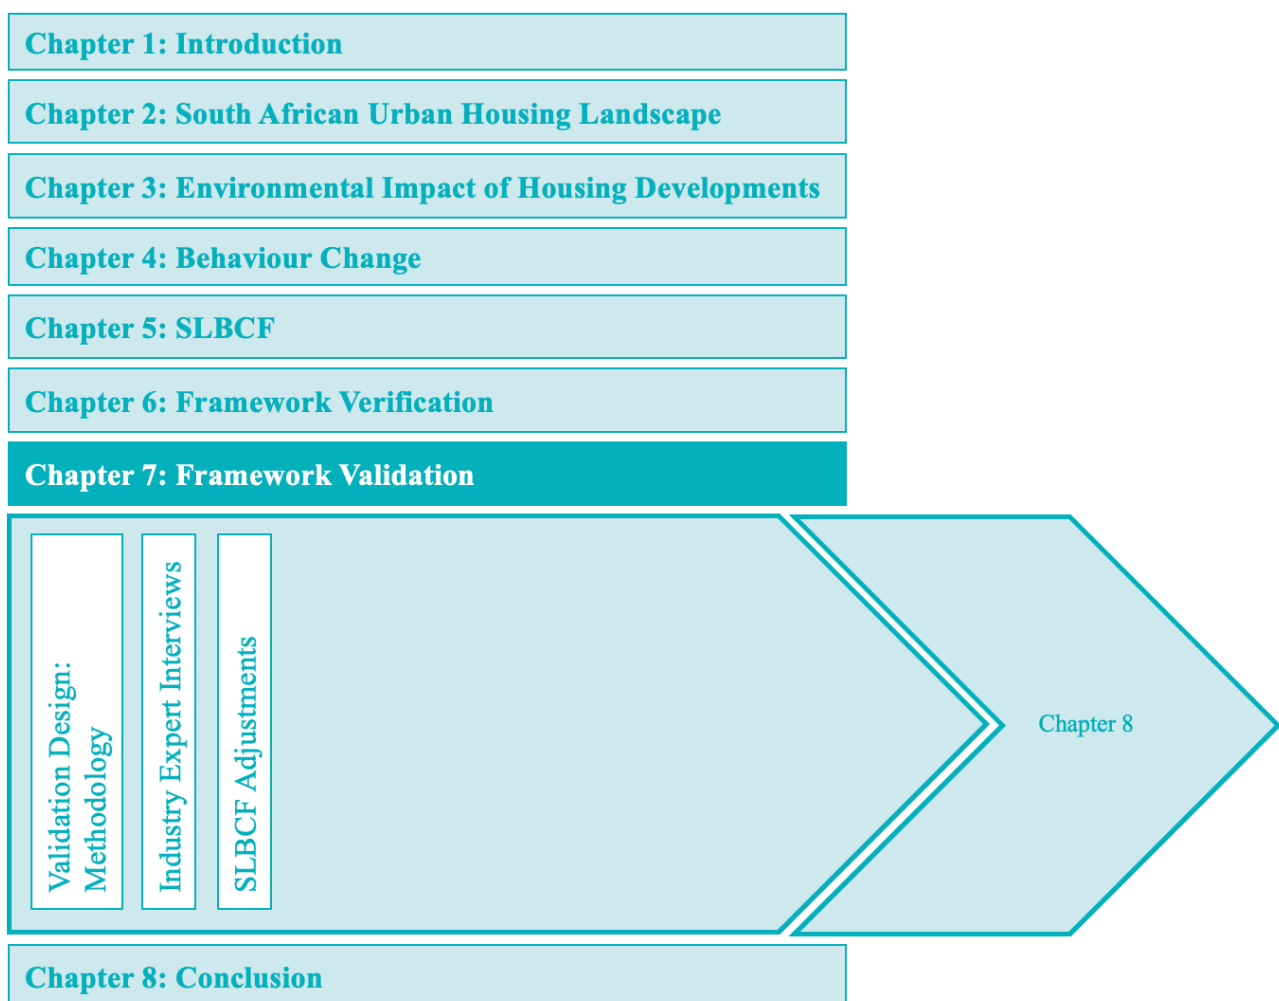 Chapter 1: Introduction
Chapter 2: South African Urban Housing Landscape
Chapter 3: Environmental Impact of Housing Developments
Chapter 4: Behaviour Change
Chapter 5: SLBCF
Chapter 6: Framework Verification
Chapter 7: Framework Validation
Validation Design:
Methodology
Industry Expert Interviews
SLBCF Adjustments
Chapter 8
Chapter 8: Conclusion